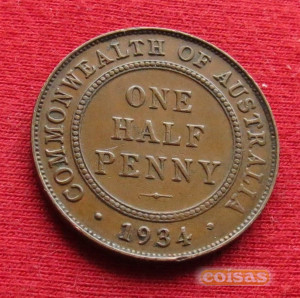 COMMONWEALTH OF AUSTRALIA
ONE
HALF
PENNY
· 1934 ·
coisas